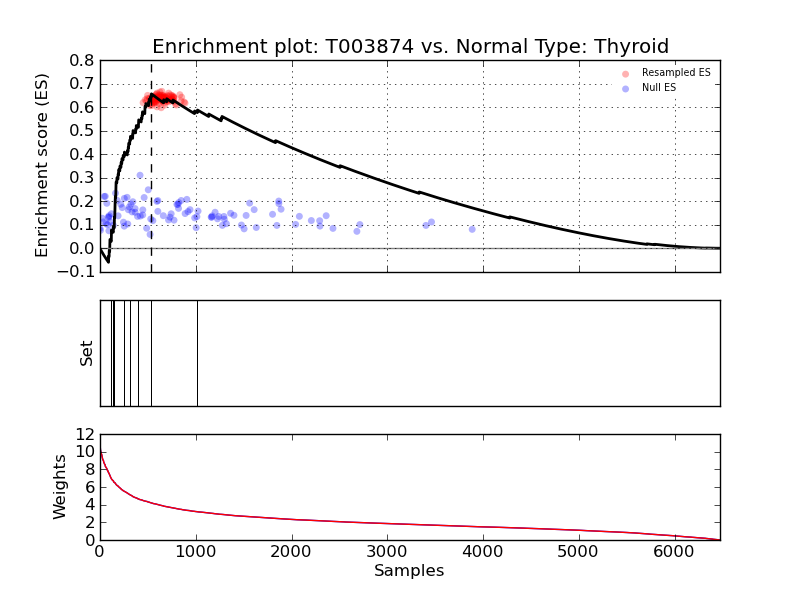 Enrichment plot: T003874 vs. Normal Type: Thyroid
Enrichment score (ES)
0.8
0.7
0.6
0.5
0.4
0.3
0.2
0.1
0.0
−0.1
Resampled ES
Null ES
Set
Weights
12
10
8
6
4
2
0
0 1000 2000 3000 4000 5000 6000
Samples